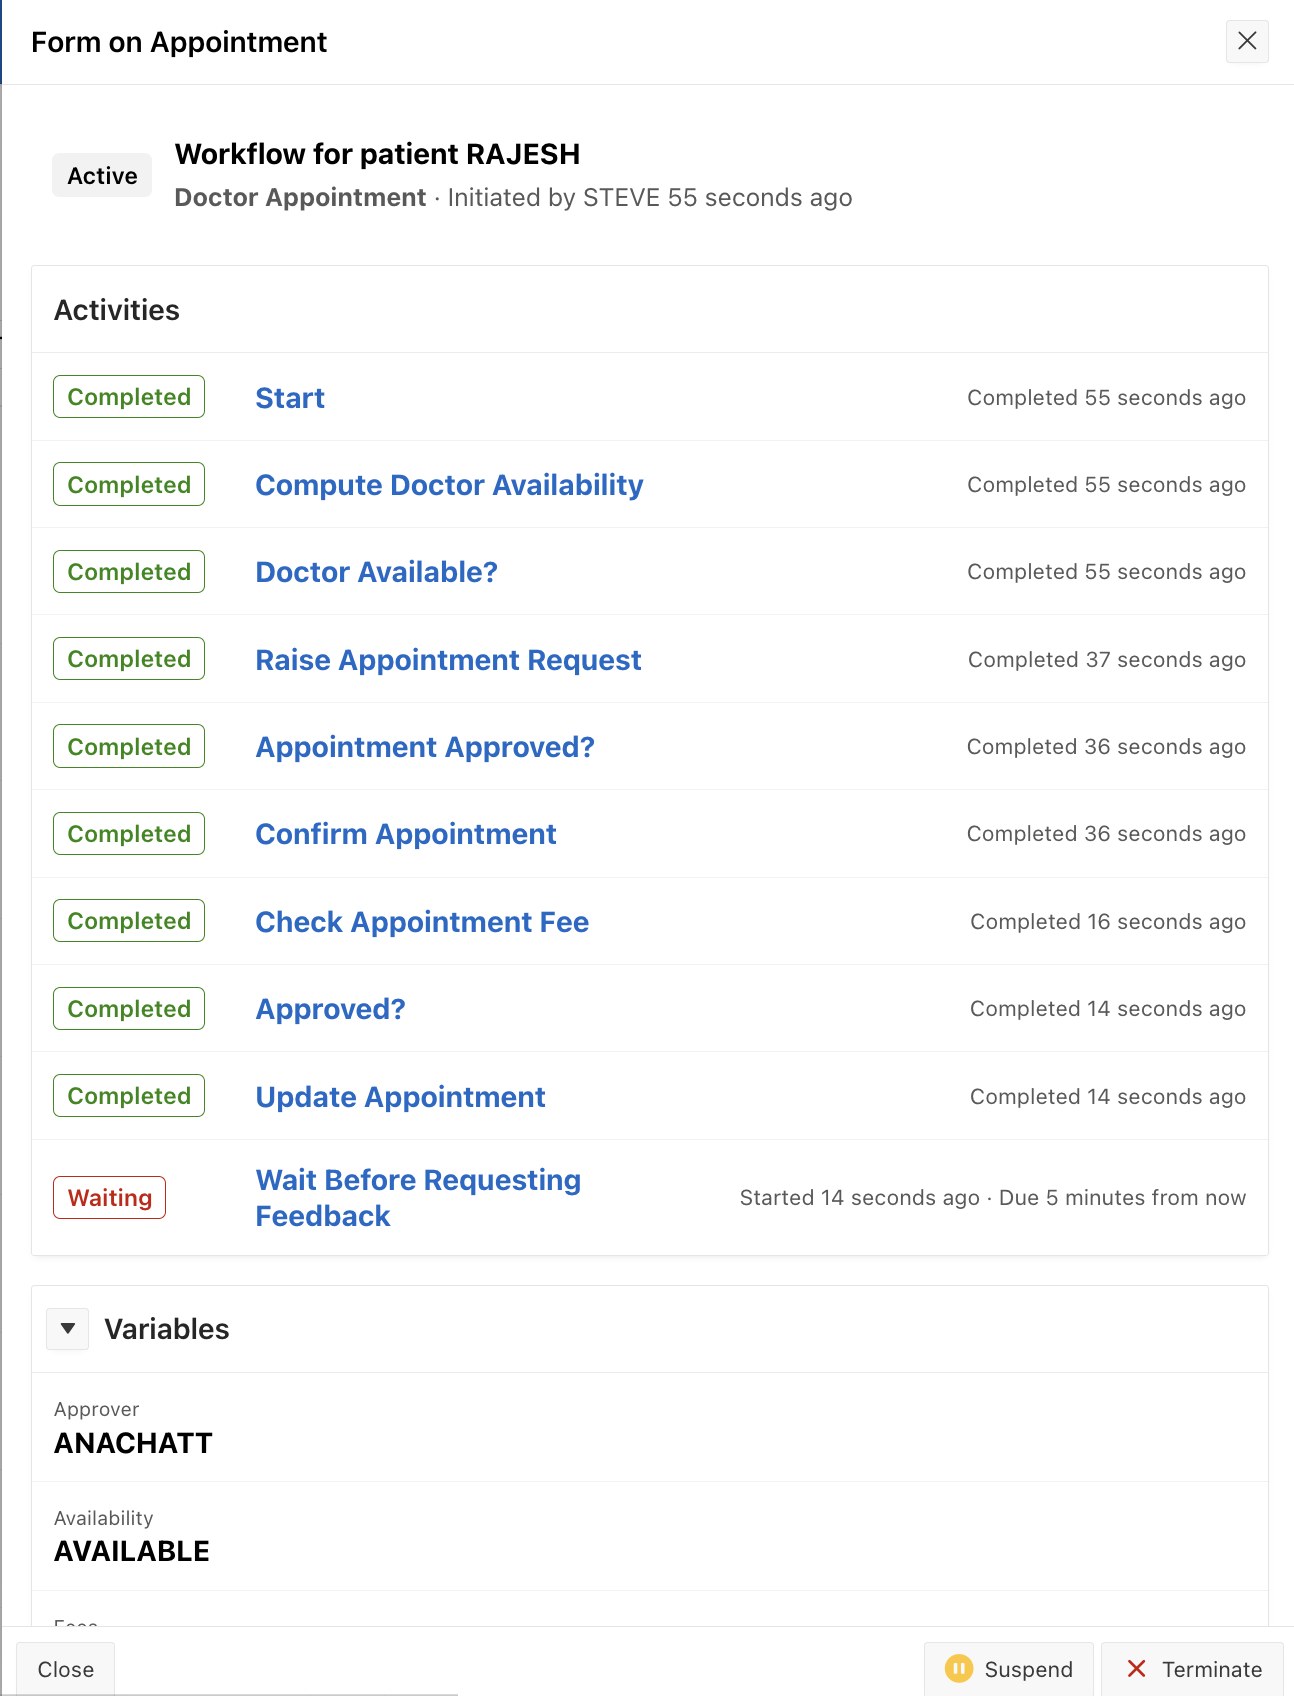 Form on Appointment
Active
Workflow for patient RAJESH
Doctor Appointment · Initiated by STEVE 55 seconds ago
Activities
Completed Start Completed 55 seconds ago
Completed Compute Doctor Availability Completed 55 seconds ago
Completed Doctor Available? Completed 55 seconds ago
Completed Raise Appointment Request Completed 37 seconds ago
Completed Appointment Approved? Completed 36 seconds ago
Completed Confirm Appointment Completed 36 seconds ago
Completed Check Appointment Fee Completed 16 seconds ago
Completed Approved? Completed 14 seconds ago
Completed Update Appointment Completed 14 seconds ago
Waiting Wait Before Requesting
Feedback Started 14 seconds ago · Due 5 minutes from now
Variables
Approver
ANACHATT
Availability
AVAILABLE
Close Suspend Terminate